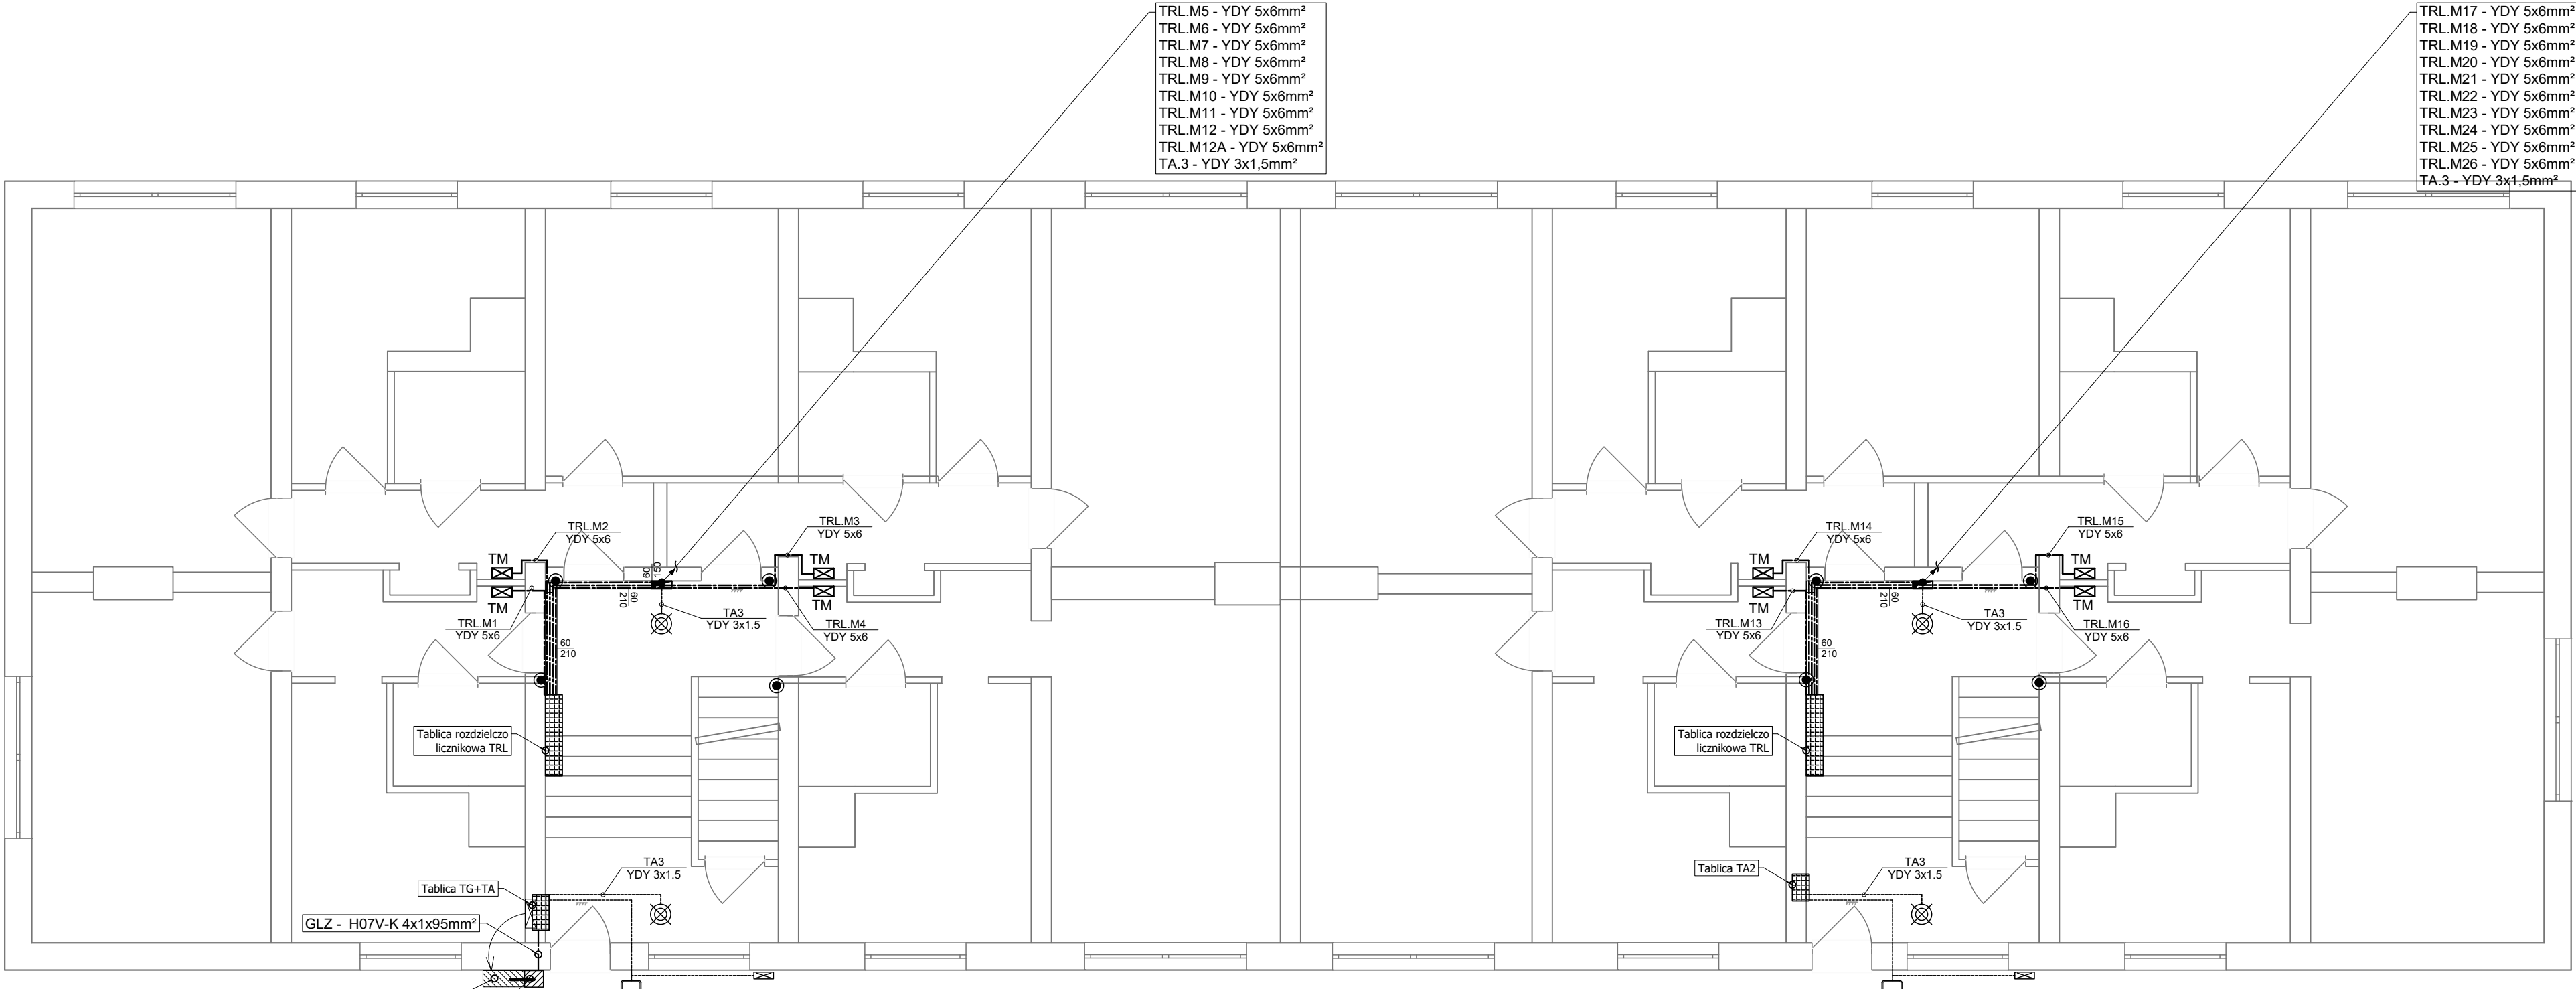 TRL.M5 - YDY 5x6mm²
TRL.M6 - YDY 5x6mm²
TRL.M7 - YDY 5x6mm²
TRL.M8 - YDY 5x6mm²
TRL.M9 - YDY 5x6mm²
TRL.M10 - YDY 5x6mm²
TRL.M11 - YDY 5x6mm²
TRL.M12 - YDY 5x6mm²
TRL.M12A - YDY 5x6mm²
TA.3 - YDY 3x1,5mm²
TRL.M17 - YDY 5x6mm²
TRL.M18 - YDY 5x6mm²
TRL.M19 - YDY 5x6mm²
TRL.M20 - YDY 5x6mm²
TRL.M21 - YDY 5x6mm²
TRL.M22 - YDY 5x6mm²
TRL.M23 - YDY 5x6mm²
TRL.M24 - YDY 5x6mm²
TRL.M25 - YDY 5x6mm²
TRL.M26 - YDY 5x6mm²
TA.3 - YDY 3x1,5mm²
TRL.M2
YDY 5x6
TRL.M3
YDY 5x6
TM
TM
TM
TM
60
150
60
210
TRL.M1
YDY 5x6
TA3
YDY 3x1.5
TRL.M4
YDY 5x6
60
210
Tablica rozdzielczo
licznikowa TRL
TA3
YDY 3x1.5
Tablica TG+TA
GLZ - H07V-K 4x1x95mm²
TRL.M14
YDY 5x6
TRL.M15
YDY 5x6
TM
TM
TM
TM
60
210
TRL.M13
YDY 5x6
TA3
YDY 3x1.5
TRL.M16
YDY 5x6
60
210
Tablica rozdzielczo
licznikowa TRL
Tablica TA2
TA3
YDY 3x1.5